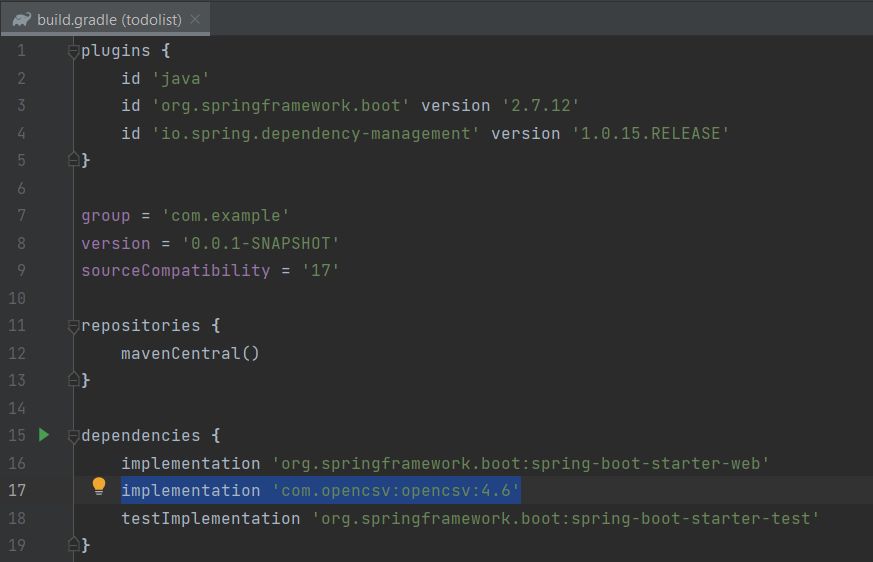 build.gradle (todolist)
1 plugins {
2 id 'java'
3 id 'org.springframework.boot' version '2.7.12'
4 id 'io.spring.dependency-management' version '1.0.15.RELEASE'
5 }
6
7 group = 'com.example'
8 version = '0.0.1-SNAPSHOT'
9 sourceCompatibility = '17'
10
11 repositories {
12 mavenCentral()
13 }
14
15 dependencies {
16 implementation 'org.springframework.boot:spring-boot-starter-web'
17 implementation 'com.opencsv:opencsv:4.6'
18 testImplementation 'org.springframework.boot:spring-boot-starter-test'
19 }